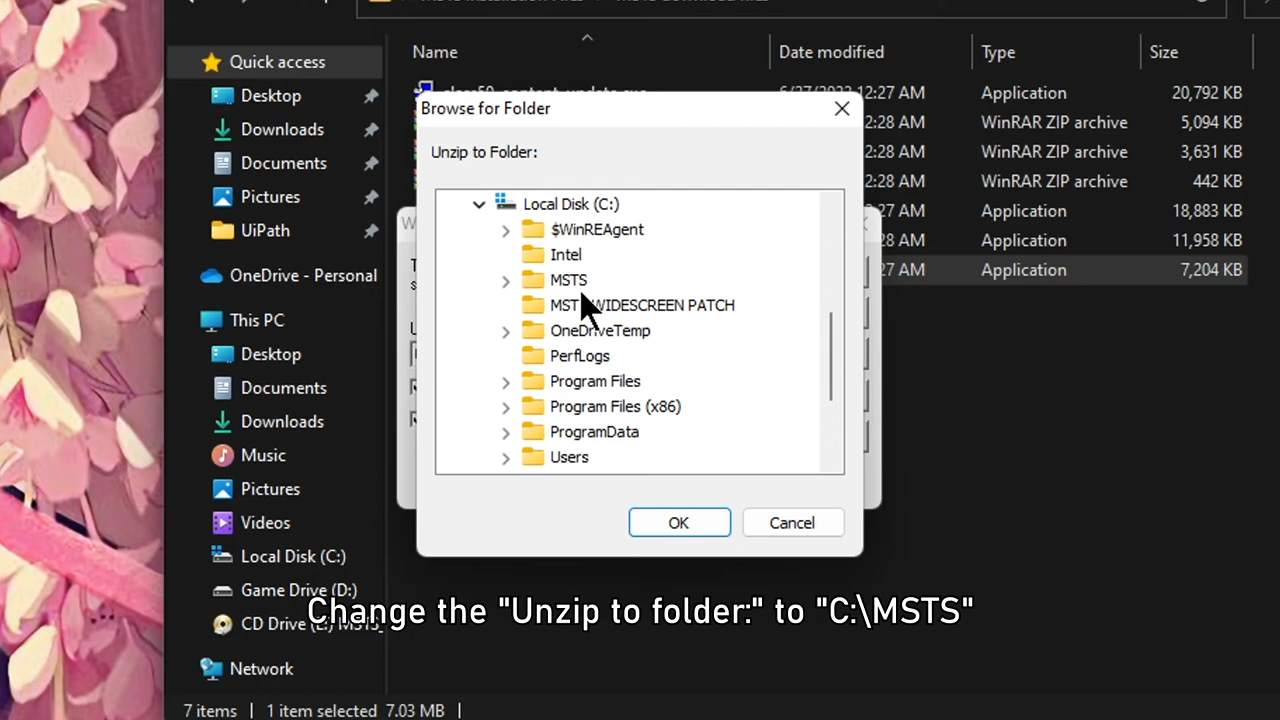 Name
Date modified
Type
Size
Quick access
Desktop
Downloads
Documents
Pictures
UiPath
OneDrive - Personal
This PC
Desktop
Documents
Downloads
Music
Pictures
Videos
Local Disk (C:)
Game Drive (D:)
CD Drive (E:) MSTS
Network
12:27 AM Application 20,792 KB
2:28 AM WinRAR ZIP archive 5,094 KB
2:28 AM WinRAR ZIP archive 3,631 KB
2:28 AM WinRAR ZIP archive 442 KB
27 AM Application 18,883 KB
AM Application 11,958 KB
27 AM Application 7,204 KB
Browse for Folder
Unzip to Folder:
Local Disk (C:)
$WinREAgent
Intel
MSTS
MSTS WIDESCREEN PATCH
OneDriveTemp
PerfLogs
Program Files
Program Files (x86)
ProgramData
Users
OK
Cancel
Change the "Unzip to folder:" to "C:\MSTS"
7 items
1 item selected 7.03 MB